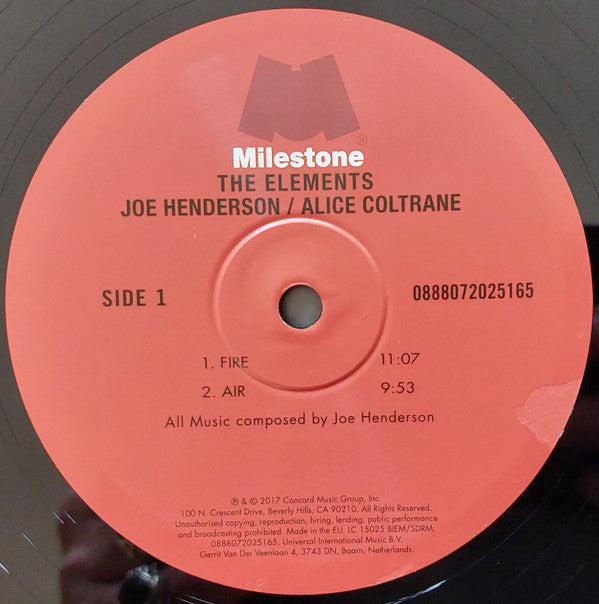 ®
Milestone
THE ELEMENTS
JOE HENDERSON / ALICE COLTRANE
SIDE 1 0888072025165
1. FIRE 11:07
2. AIR 9:53
All Music composed by Joe Henderson
℗ & © 2017 Concord Music Group, Inc.
100 N. Crescent Drive, Beverly Hills, CA 90210. All Rights Reserved.
Unauthorised copying, reproduction, hiring, lending, public performance
and broadcasting prohibited. Made in the EU. LC 15025 BIEM/SDRM.
0888072025165. Universal International Music B.V.
Gerrit Van Der Veenlaan 4, 3743 DN, Baarn, Netherlands.